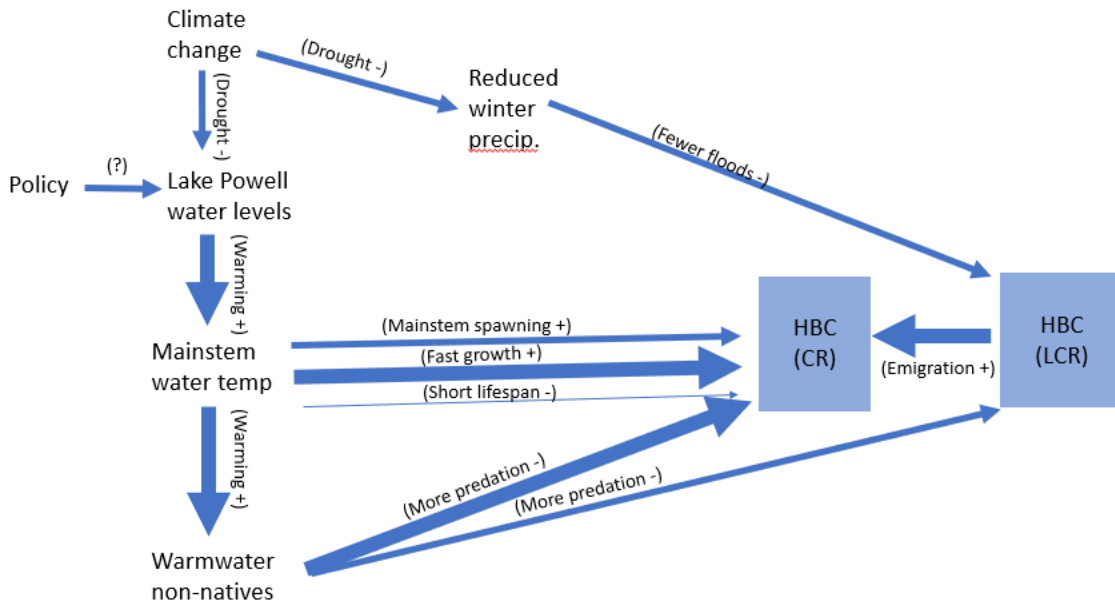 Climate
change
(Drought -)
Reduced
winter
precip.
(Drought -)
(Fewer floods -)
Policy
(?)
Lake Powell
water levels
(Warming +)
Mainstem
water temp
(Mainstem spawning +)
(Fast growth +)
(Short lifespan -)
HBC
(CR)
(Emigration +)
HBC
(LCR)
(Warming +)
(More predation -)
(More predation -)
Warmwater
non-natives